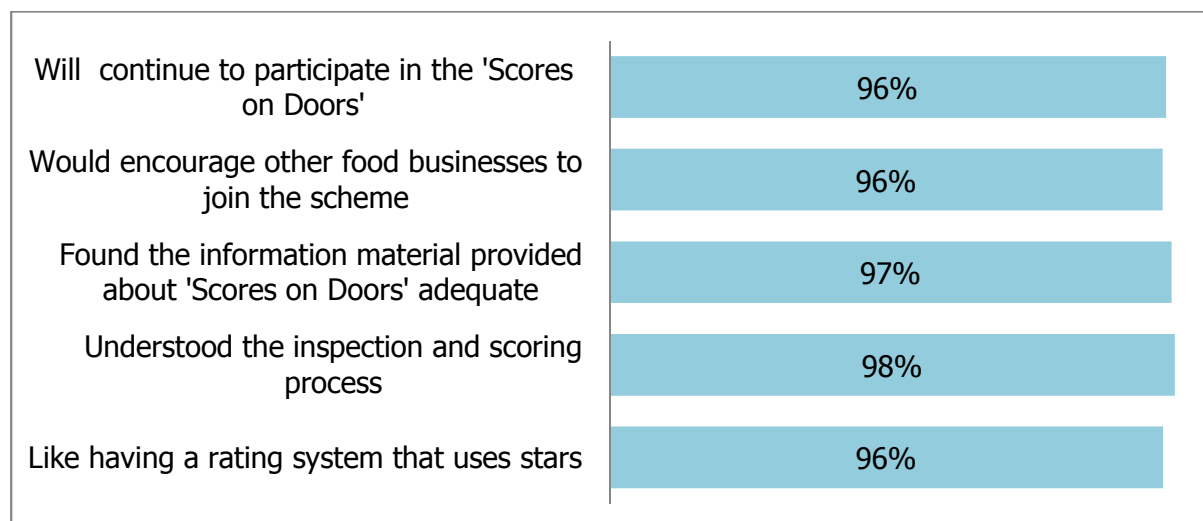 Will  continue to participate in the 'Scores
on Doors'
96%
Would encourage other food businesses to
join the scheme
96%
Found the information material provided
about 'Scores on Doors' adequate
97%
Understood the inspection and scoring
process
98%
Like having a rating system that uses stars
96%